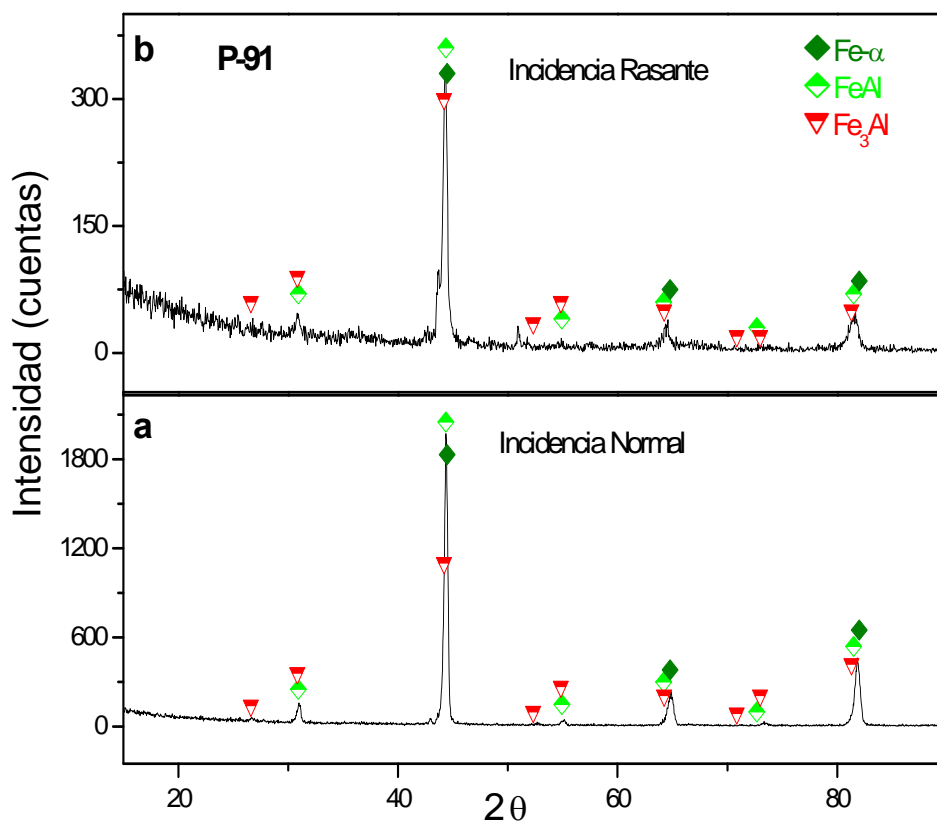 b
P-91
Incidencia Rasante
Fe-α
FeAl
Fe₃Al
300
150
0
a
Incidencia Normal
1800
1200
600
0
Intensidad (cuentas)
20
40
60
80
2θ